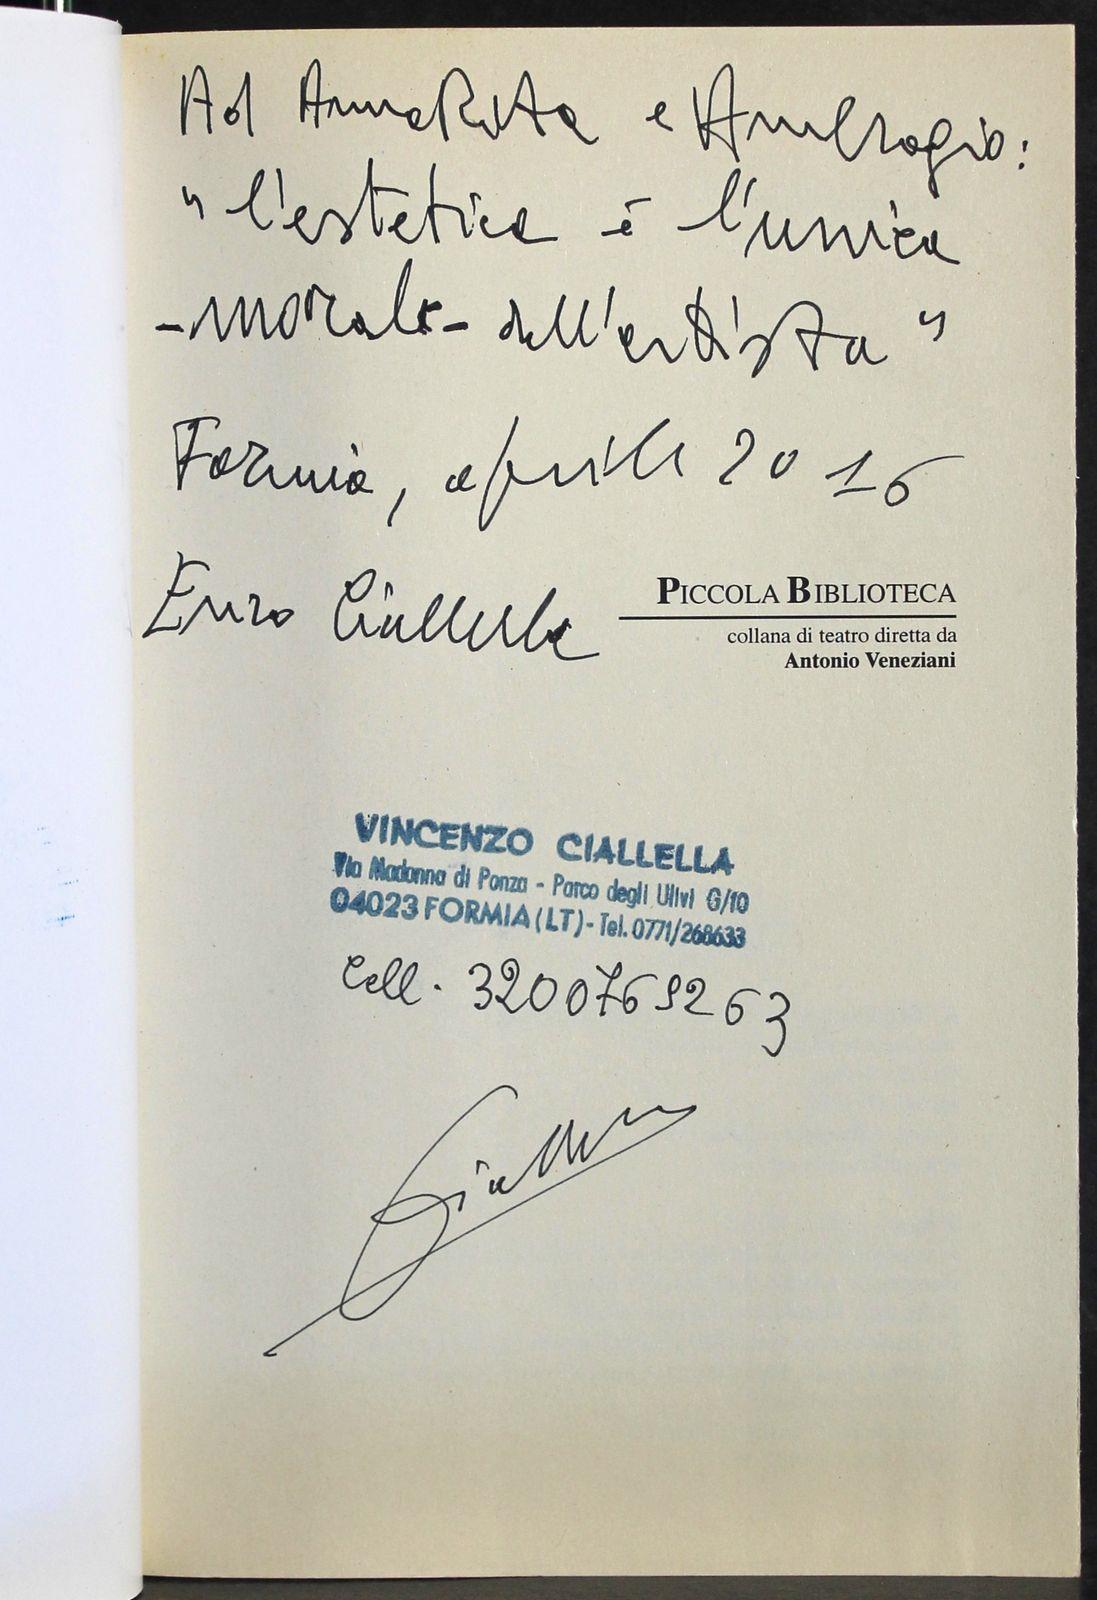 Ad AnnaRita e Ambrogio:
"l'estetica è l'unica
-morale- dell'artista"
Formia, aprile 2016
Enzo Ciallella
PICCOLA BIBLIOTECA
collana di teatro diretta da
Antonio Veneziani
VINCENZO CIALLELLA
Via Madonna di Ponza - Parco degli Ulivi G/10
04023 FORMIA (LT) - Tel. 0771/268633
Cell. 3200769263
Ciallella